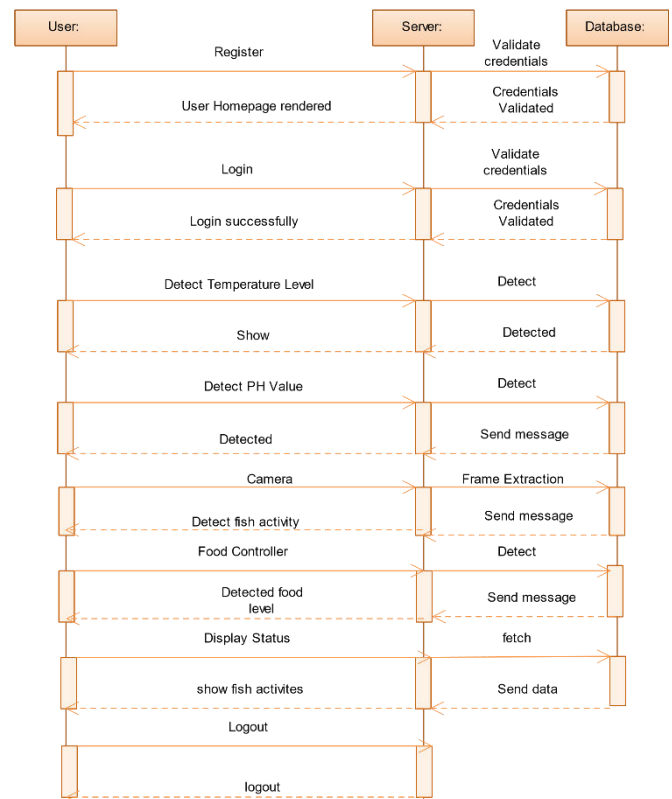 User:
Server:
Database:
Register
Validate
credentials
User Homepage rendered
Credentials
Validated
Login
Validate
credentials
Login successfully
Credentials
Validated
Detect Temperature Level
Detect
Show
Detected
Detect PH Value
Detect
Detected
Send message
Camera
Frame Extraction
Detect fish activity
Send message
Food Controller
Detect
Detected food
level
Send message
Display Status
fetch
show fish activites
Send data
Logout
logout